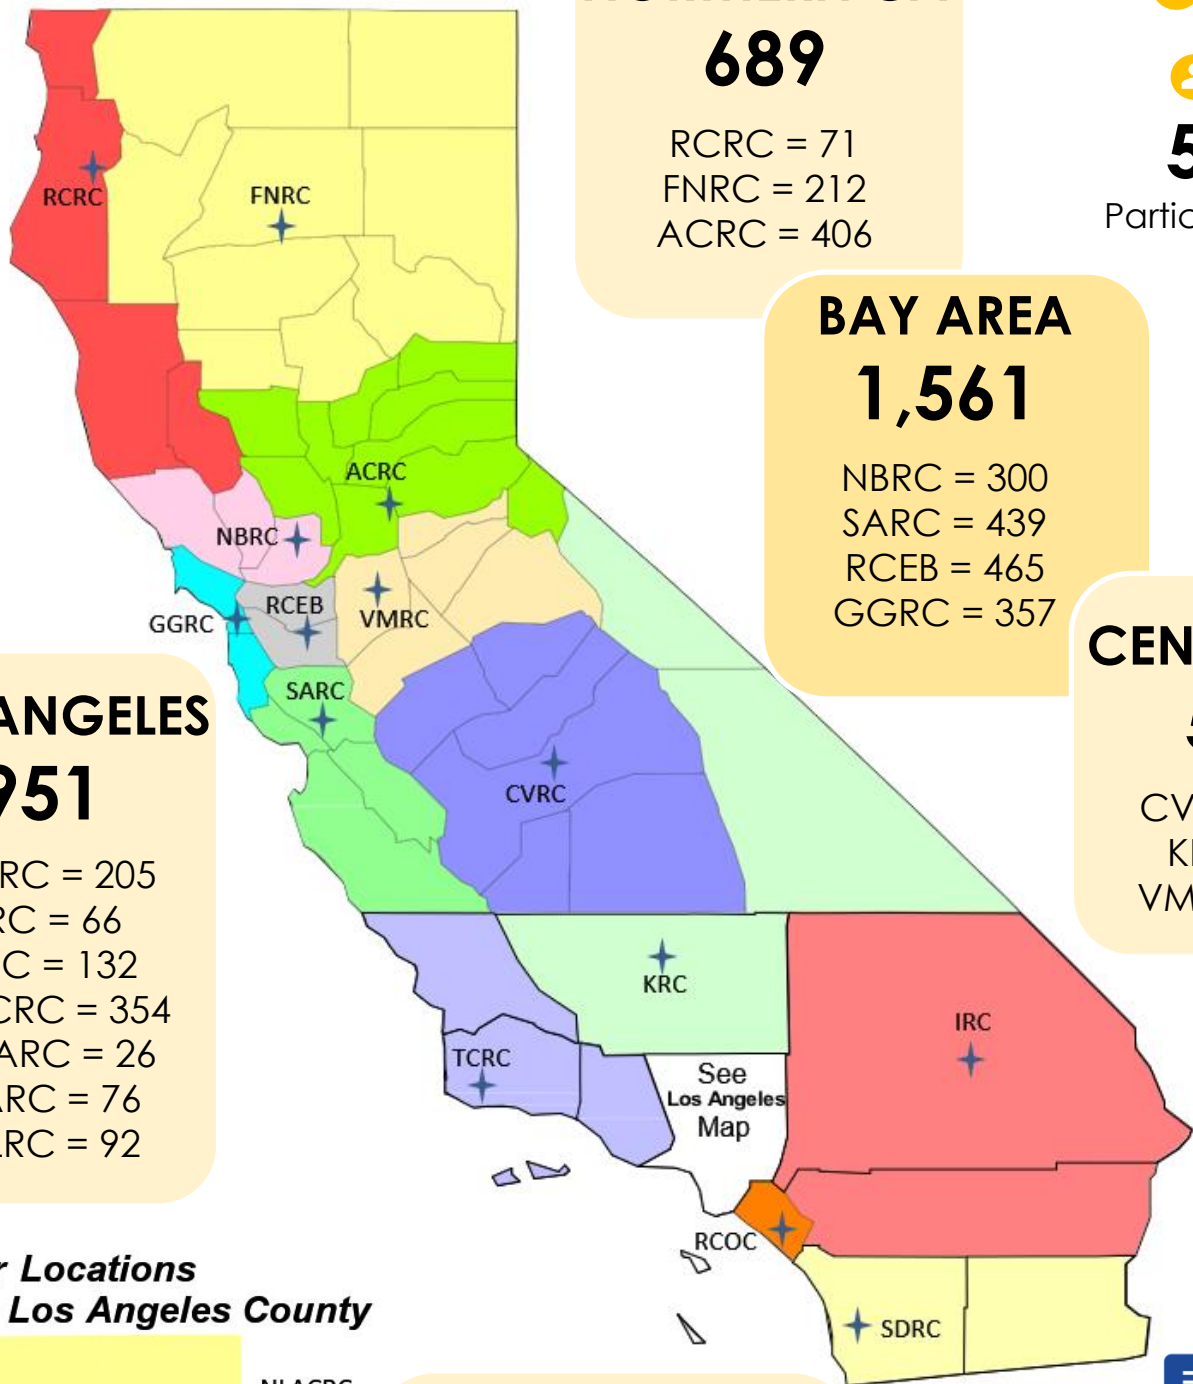 689
RCRC = 71
FNRC = 212
ACRC = 406
5
Partic
BAY AREA
1,561
NBRC = 300
SARC = 439
RCEB = 465
GGRC = 357
CEN
CV
VM
ANGELES
951
RC = 205
RC = 66
C = 132
CRC = 354
ARC = 26
RC = 76
RC = 92
RCRC
FNRC
ACRC
NBRC
RCEB
VMRC
GGRC
SARC
CVRC
KRC
TCRC
See
Los Angeles
Map
IRC
RCOC
SDRC
r Locations
Los Angeles County